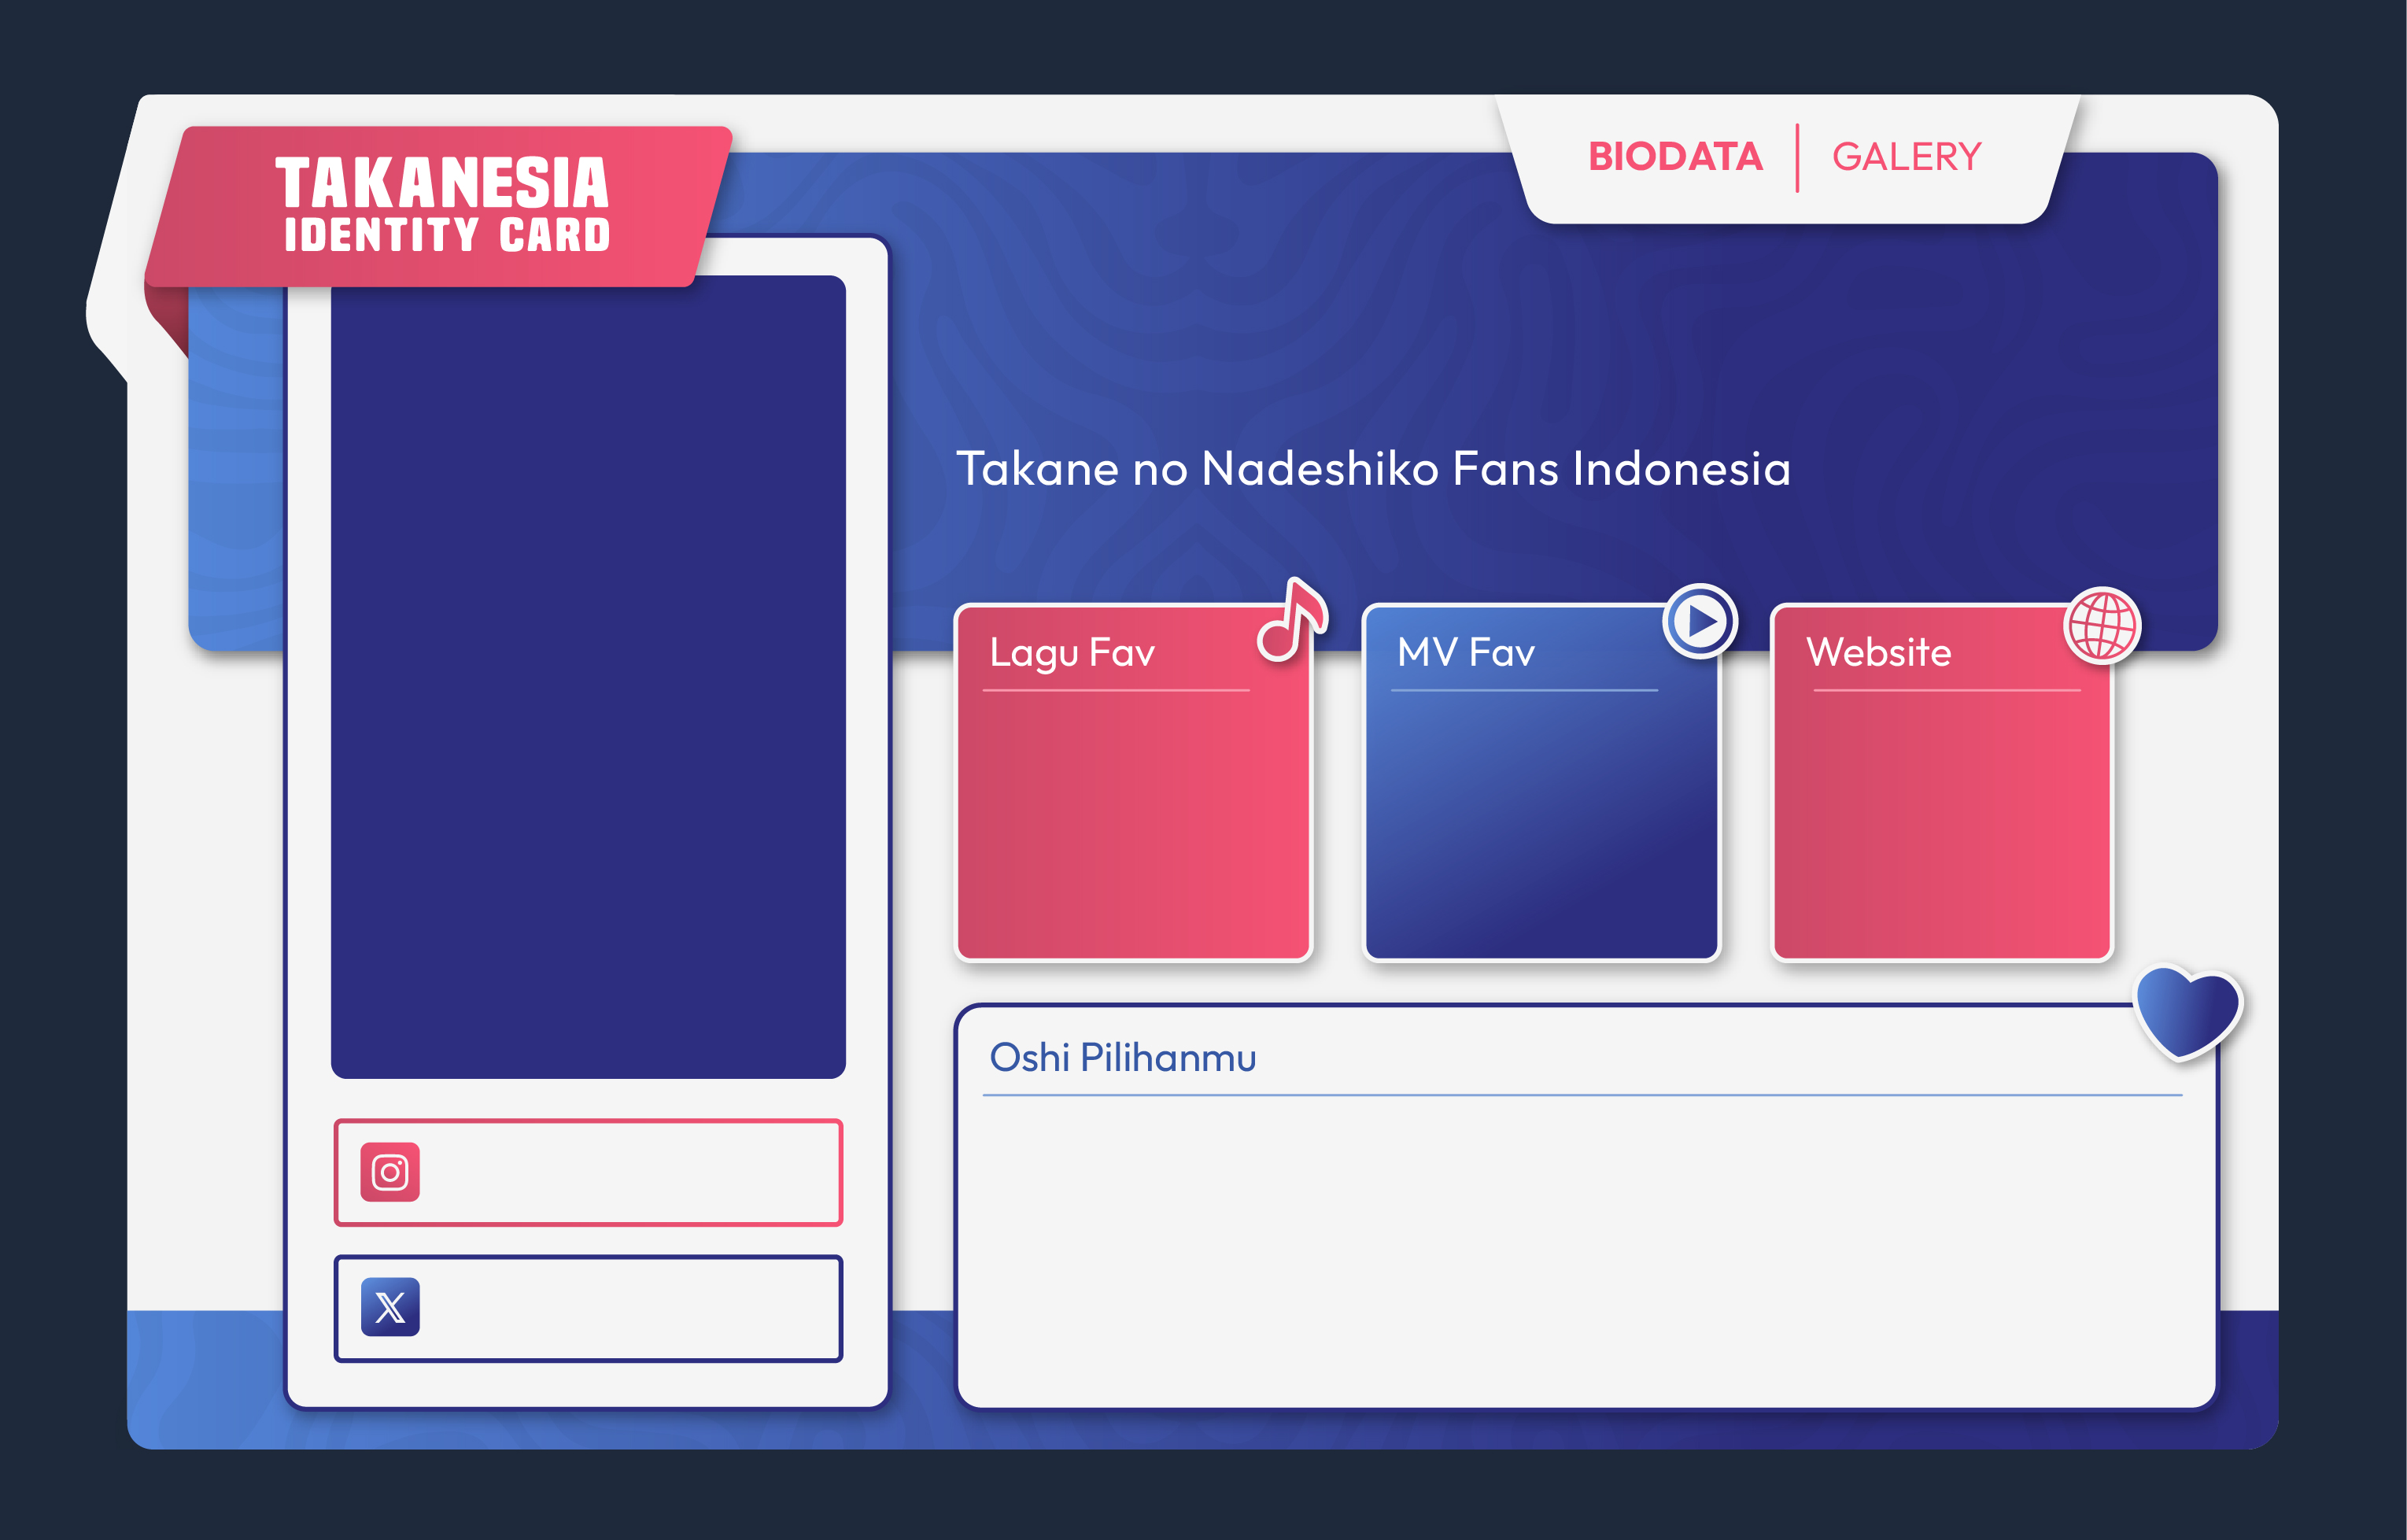 TAKANESIA
IDENTITY CARD
BIODATA | GALERY
Takane no Nadeshiko Fans Indonesia
Lagu Fav
MV Fav
Website
Oshi Pilihanmu